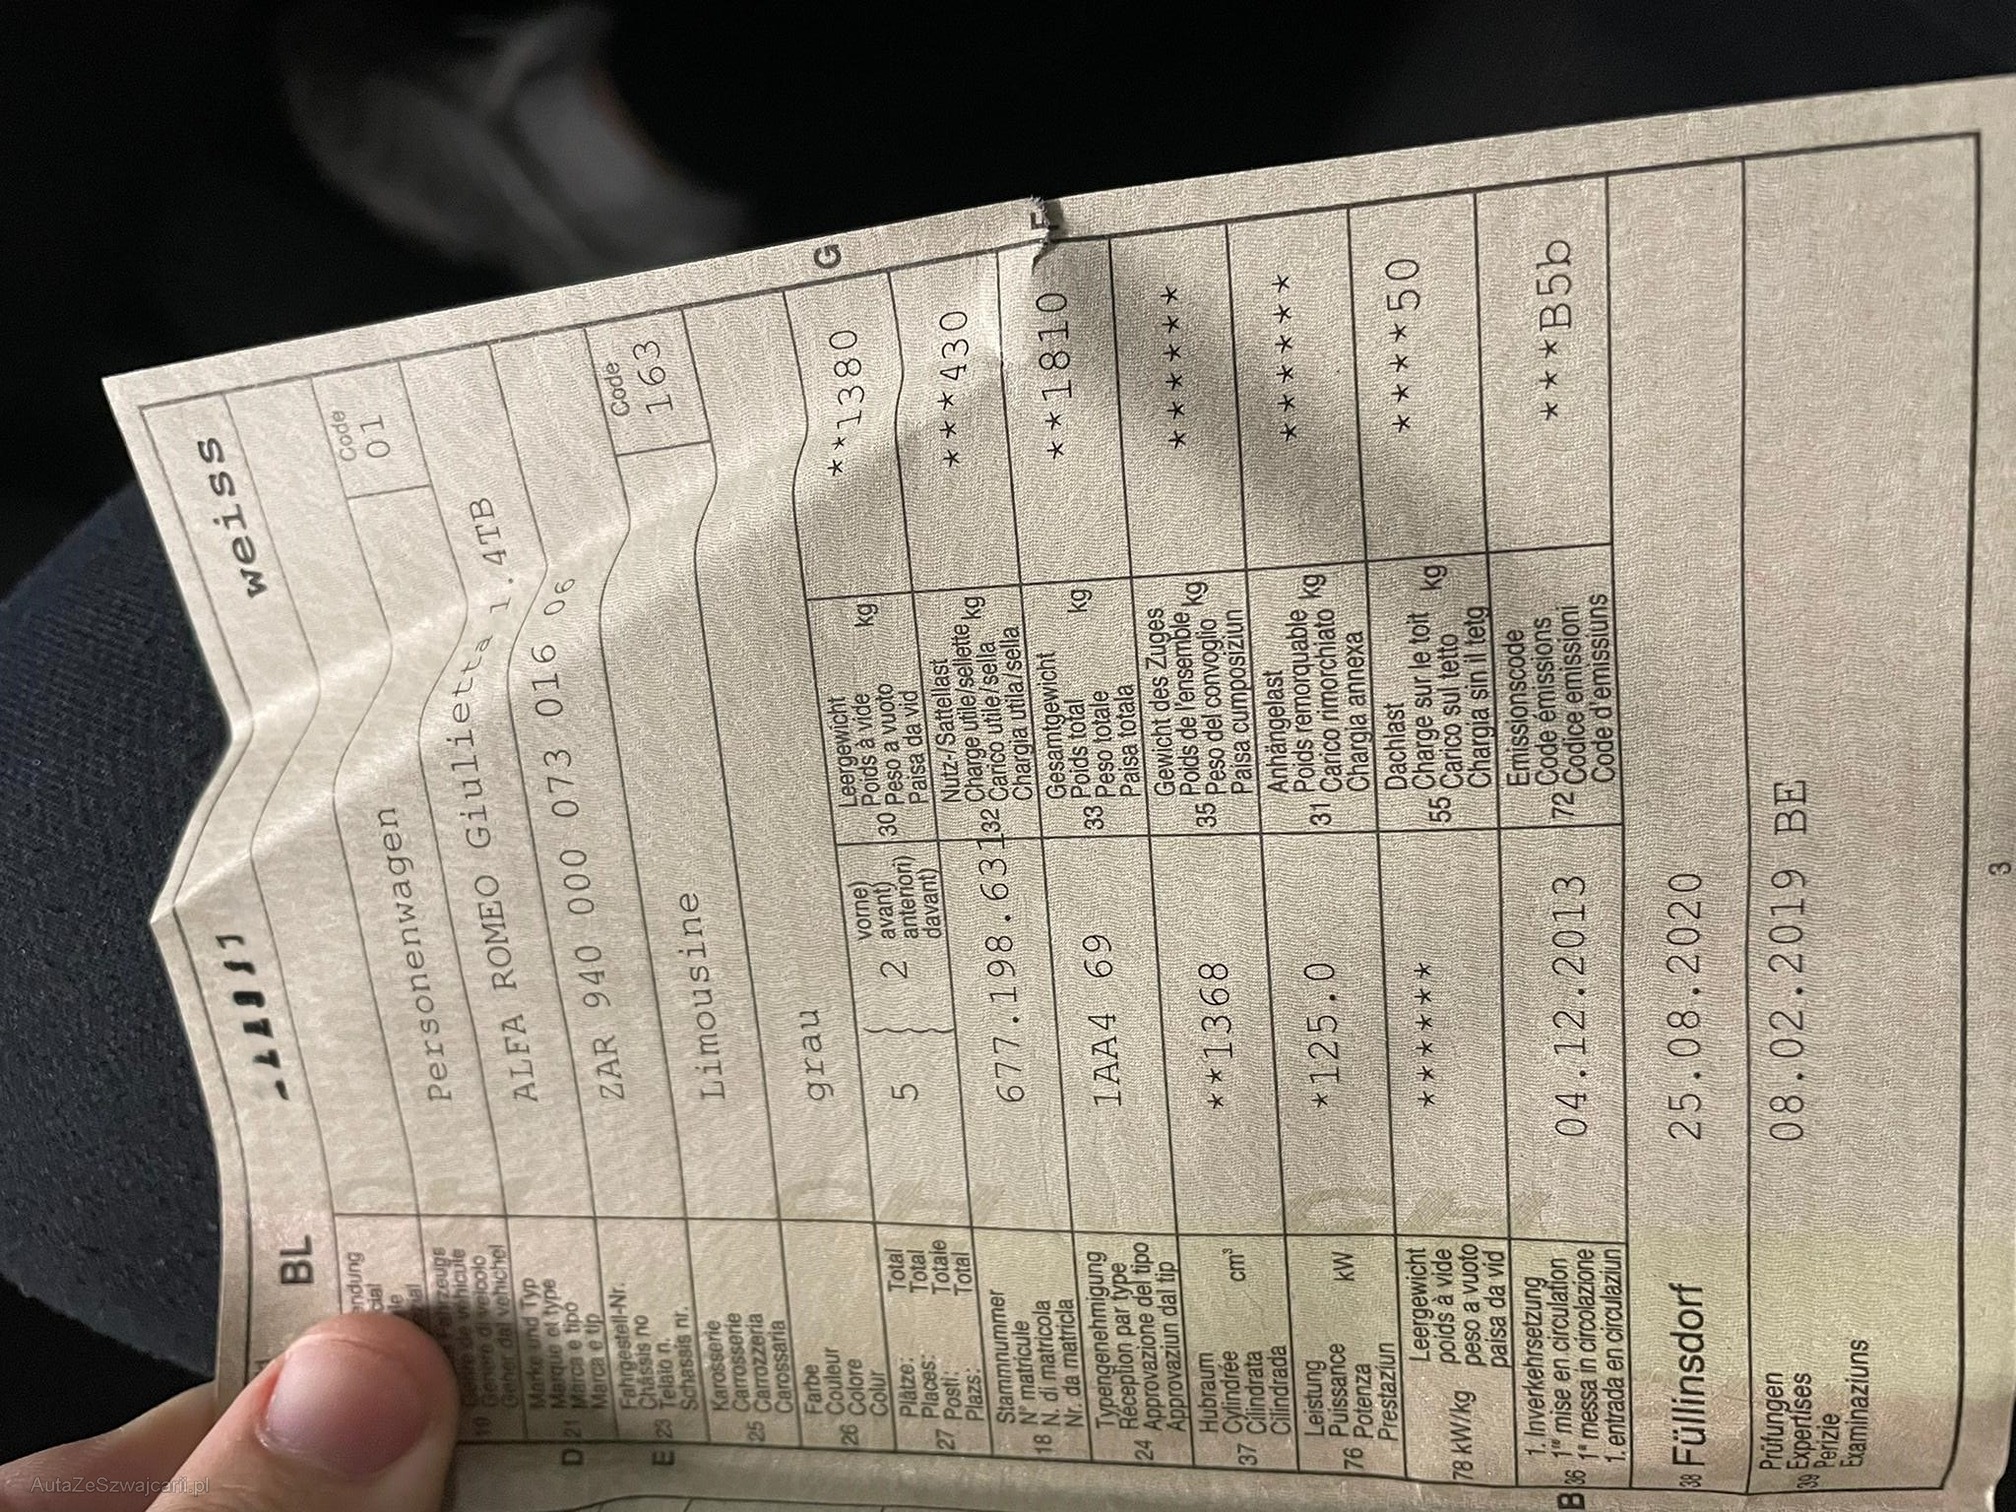 BL
weiss
Code
01
19
Personenwagen
D 21 Marke und Typ
Marque et type
Marca e tipo
Marca e tip
ALFA ROMEO Giulietta 1.4TB
E 23 Fahrgestell-Nr.
Châssis no
Telaio n.
Schassis nr.
ZAR 940 000 073 016 06
25 Karosserie
Carrosserie
Carrozzeria
Carossaria
Limousine
Code
163
26 Farbe
Couleur
Colore
Colur
grau
27 Plätze: Total
Places: Total
Posti: Totale
Plazs: Total
5 2 vorne)
avant)
anteriori)
davant)
G
30 Leergewicht
Poids à vide
Peso a vuoto
Paisa da vid
kg
**1380
18 Stammnummer
N° matricule
N. di matricola
Nr. da matricla
677.198.631
32 Nutz-/Sattellast
Charge utile/sellette
Carico utile/sella
Chargia utila/sella
kg
***430
24 Typengenehmigung
Réception par type
Approvazione del tipo
Approvaziun dal tip
1AA4 69
F
33 Gesamtgewicht
Poids total
Peso totale
Paisa totala
kg
**1810
37 Hubraum
Cylindrée
Cilindrata
Cilindrada
cm³
**1368
35 Gewicht des Zuges
Poids de l'ensemble
Peso del convoglio
Paisa cumposiziun
kg
*******
76 Leistung
Puissance
Potenza
Prestaziun
kW
*125.0
31 Anhängelast
Poids remorquable
Carico rimorchiato
Chargia annexa
kg
*******
78 kW/kg Leergewicht
poids à vide
peso a vuoto
paisa da vid
******
55 Dachlast
Charge sur le toit
Carico sul tetto
Chargia sin il tetg
kg
*****50
B 36 1. Inverkehrsetzung
1re mise en circulation
1a messa in circolazione
1. entrada en circulaziun
04.12.2013
72 Emissionscode
Code émissions
Codice emissioni
Code d'emissiuns
***B5b
38 Füllinsdorf 25.08.2020
39 Prüfungen
Expertises
Perizie
Examinaziuns
08.02.2019 BE
3
AutaZeSzwajcarii.pl